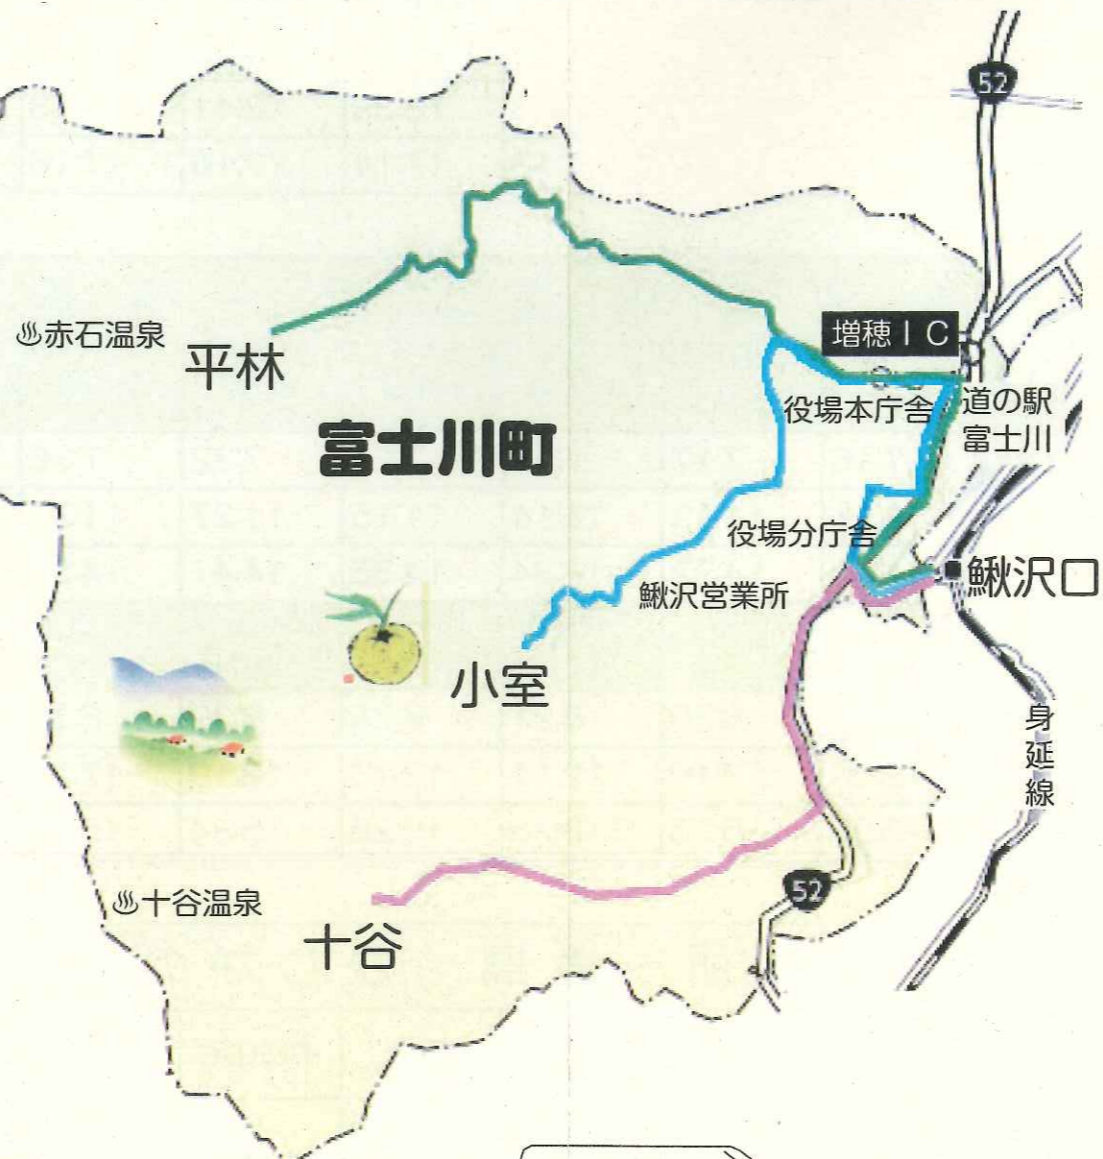 52
♨赤石温泉
平林
増穂IC
役場本庁舎
道の駅
富士川
富士川町
役場分庁舎
鰍沢口
鰍沢営業所
小室
身延線
52
♨十谷温泉
十谷